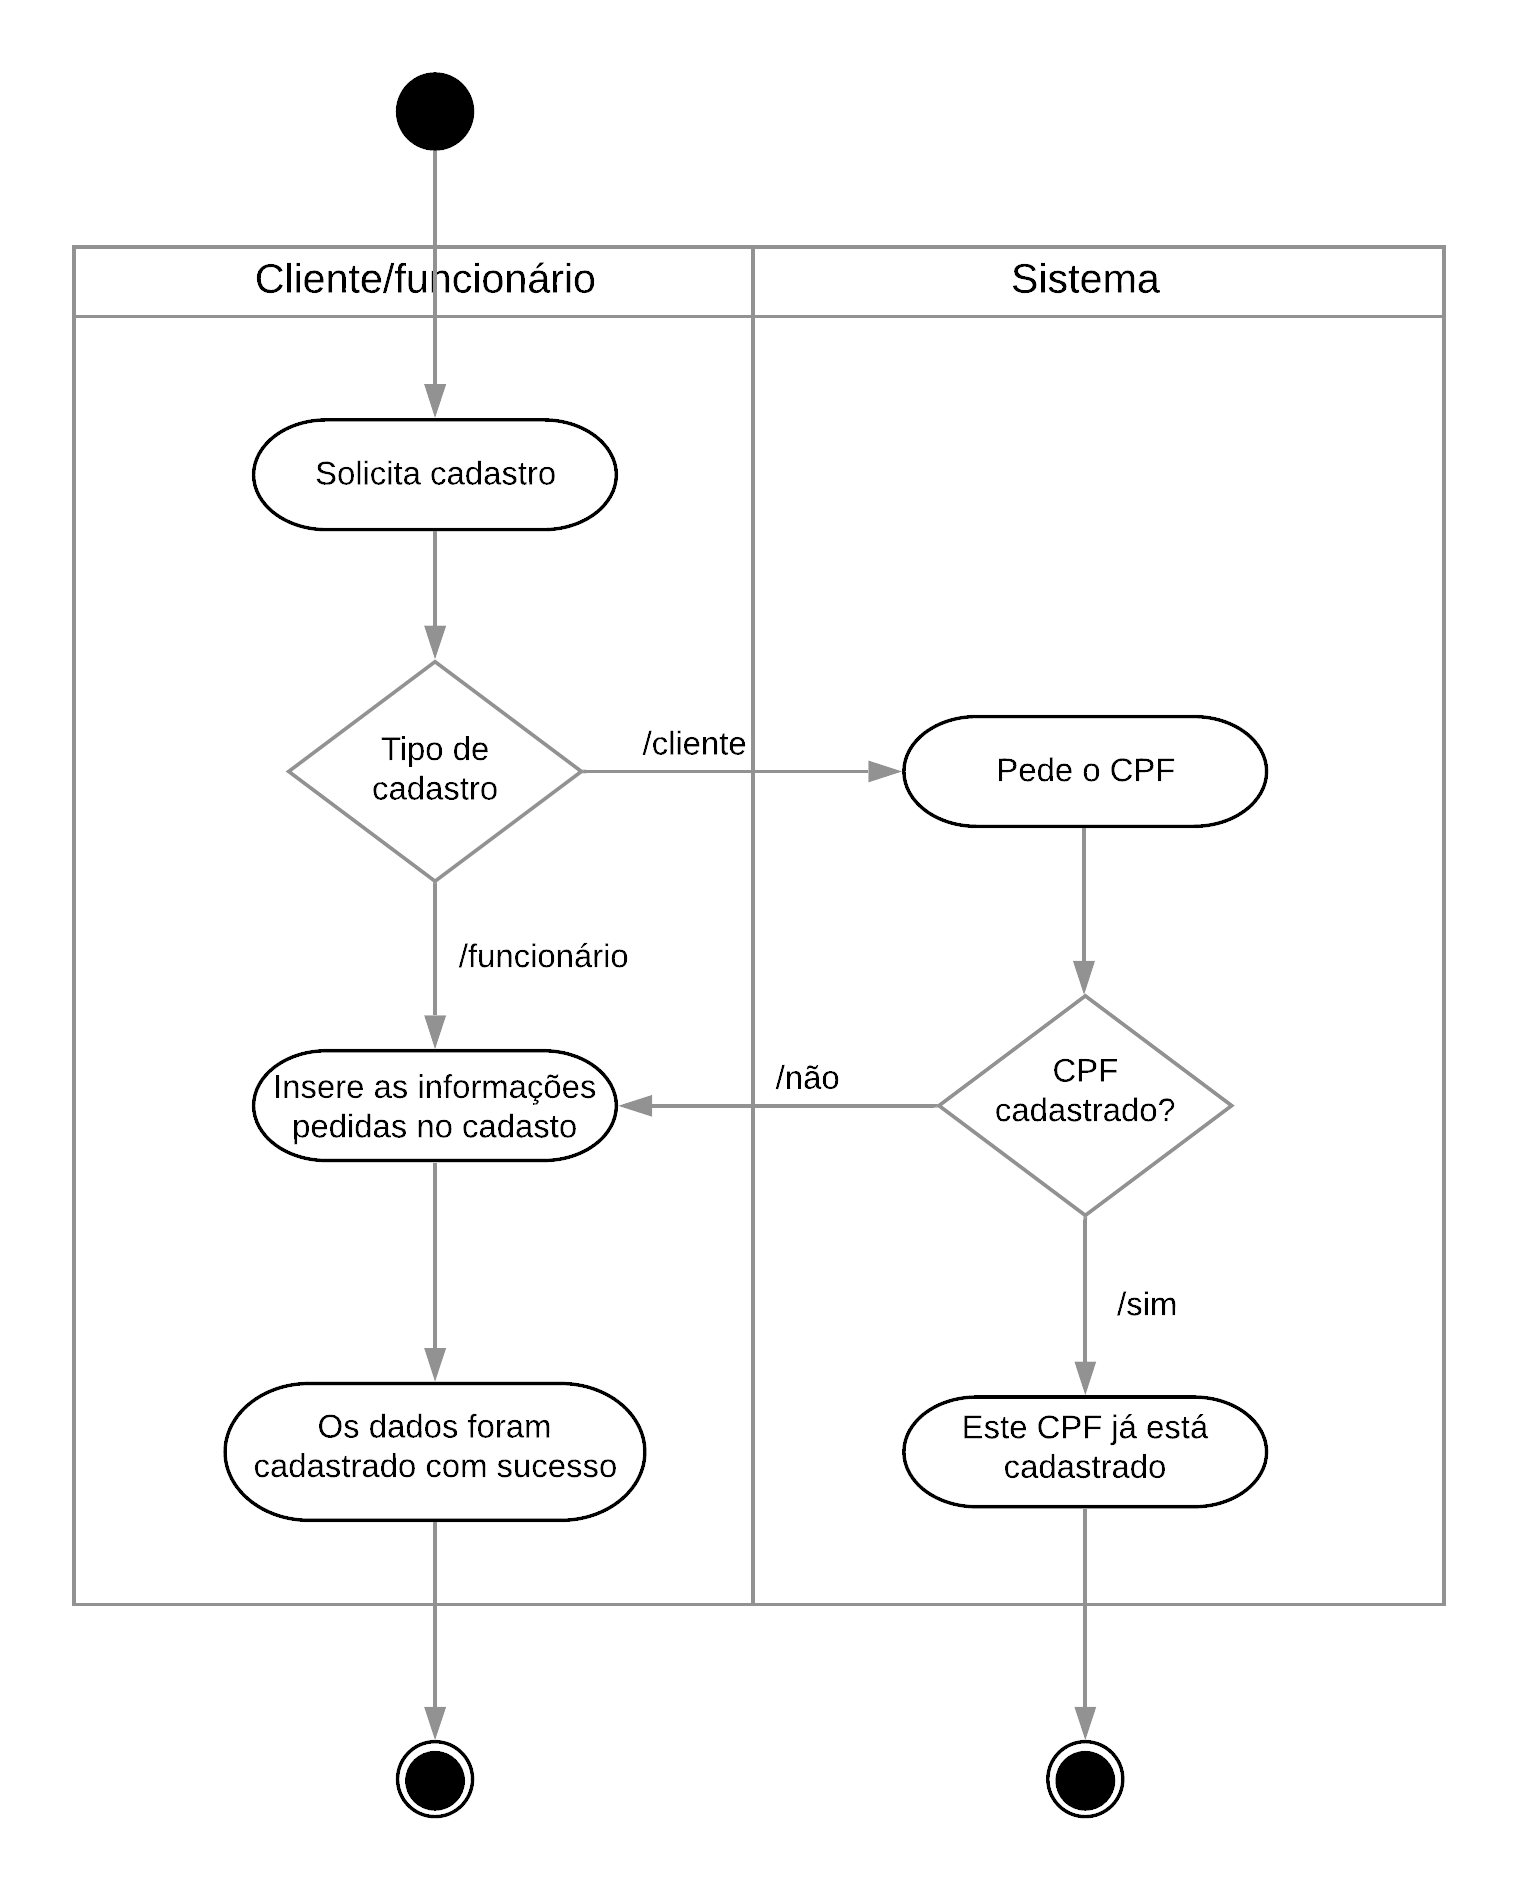 Cliente/funcionário
Sistema
Solicita cadastro
Tipo de
cadastro
/cliente
Pede o CPF
/funcionário
Insere as informações
pedidas no cadasto
/não
CPF
cadastrado?
/sim
Os dados foram
cadastrado com sucesso
Este CPF já está
cadastrado